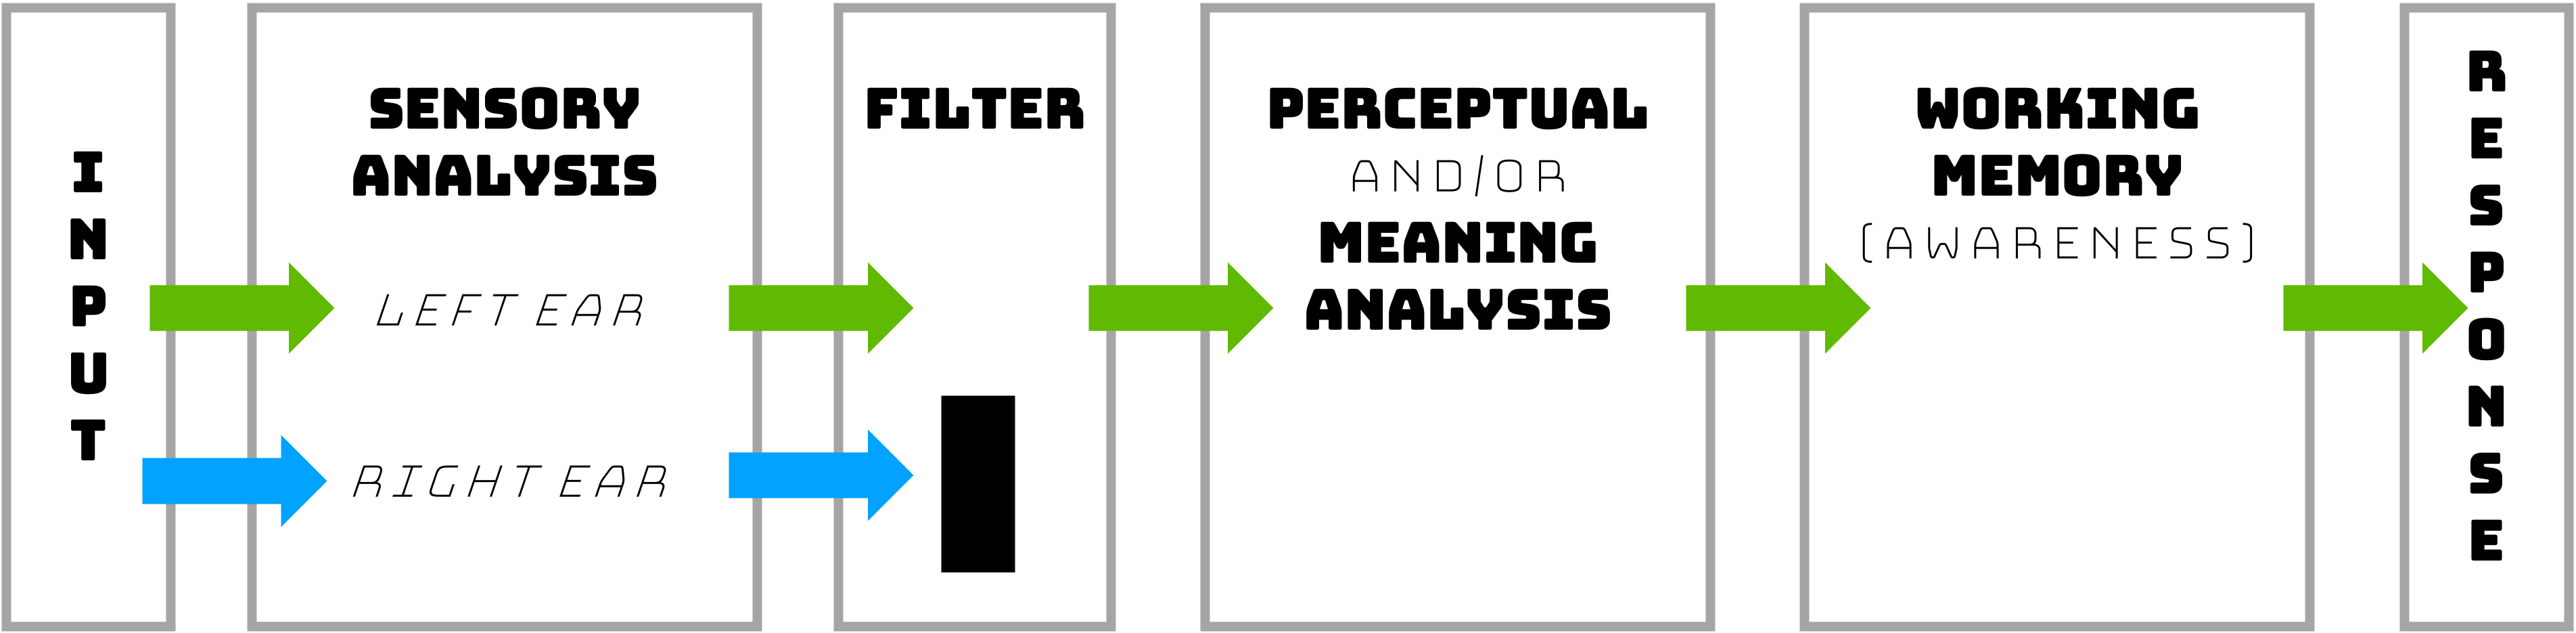 INPUT
SENSORY
ANALYSIS
LEFT EAR
RIGHT EAR
FILTER
PERCEPTUAL
AND/OR
MEANING
ANALYSIS
WORKING
MEMORY
(AWARENESS)
RESPONSE